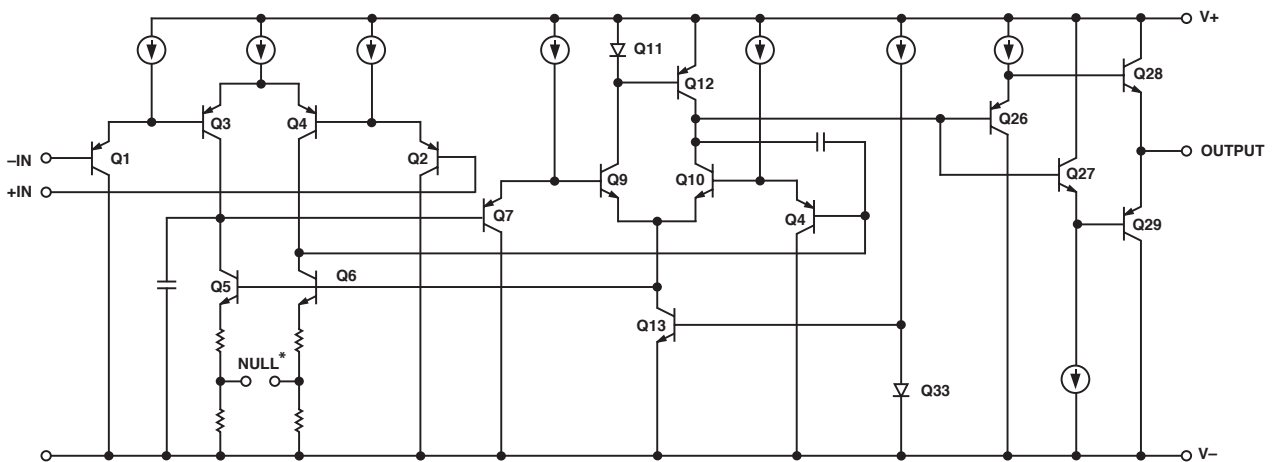 V+
Q11
Q12
Q28
Q3
Q4
Q26
–IN
Q1
Q2
OUTPUT
+IN
Q9
Q10
Q27
Q7
Q4
Q29
Q5
Q6
Q13
NULL*
Q33
V–